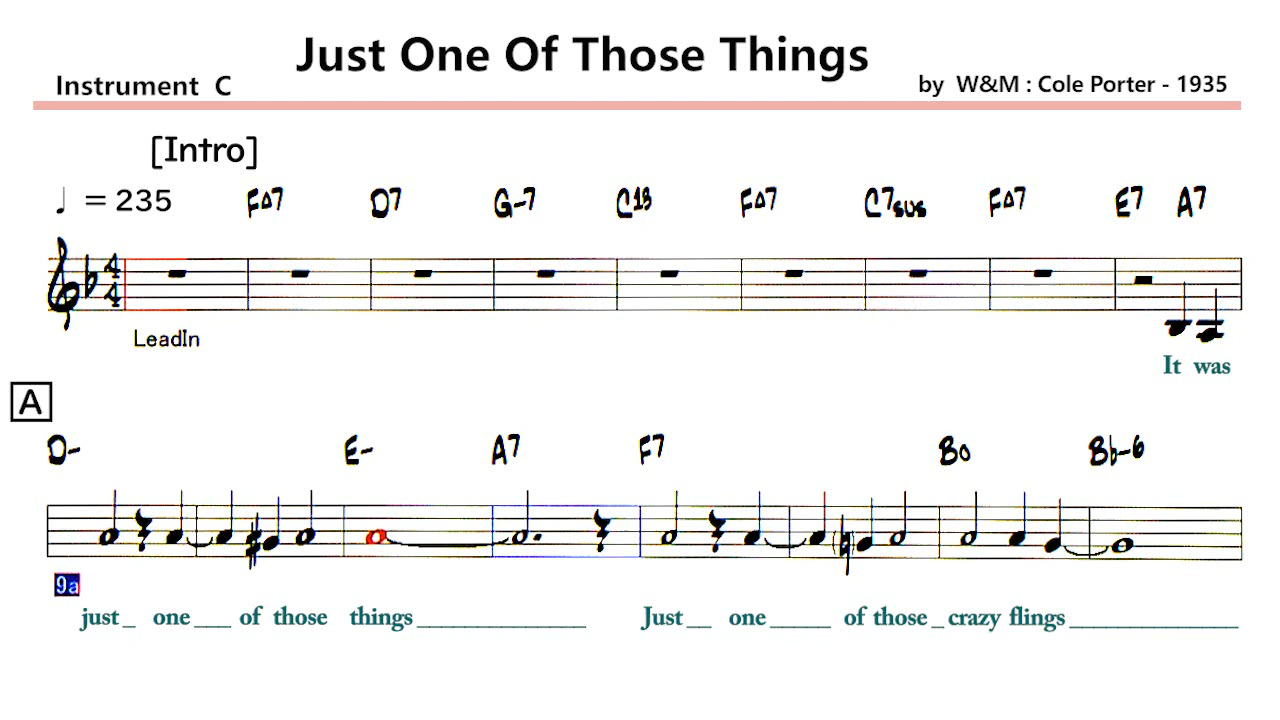 Just One Of Those Things
Instrument C
by W&M : Cole Porter - 1935
[Intro]
♩ = 235 FΔ7 D7 G-7 C13 FΔ7 C7sus FΔ7 E7 A7
4
4
LeadIn
It was
A
D- E- A7 F7 Bo Bb-6
9a
just_ one___ of those things______________ Just__ one_____ of those_crazy flings______________